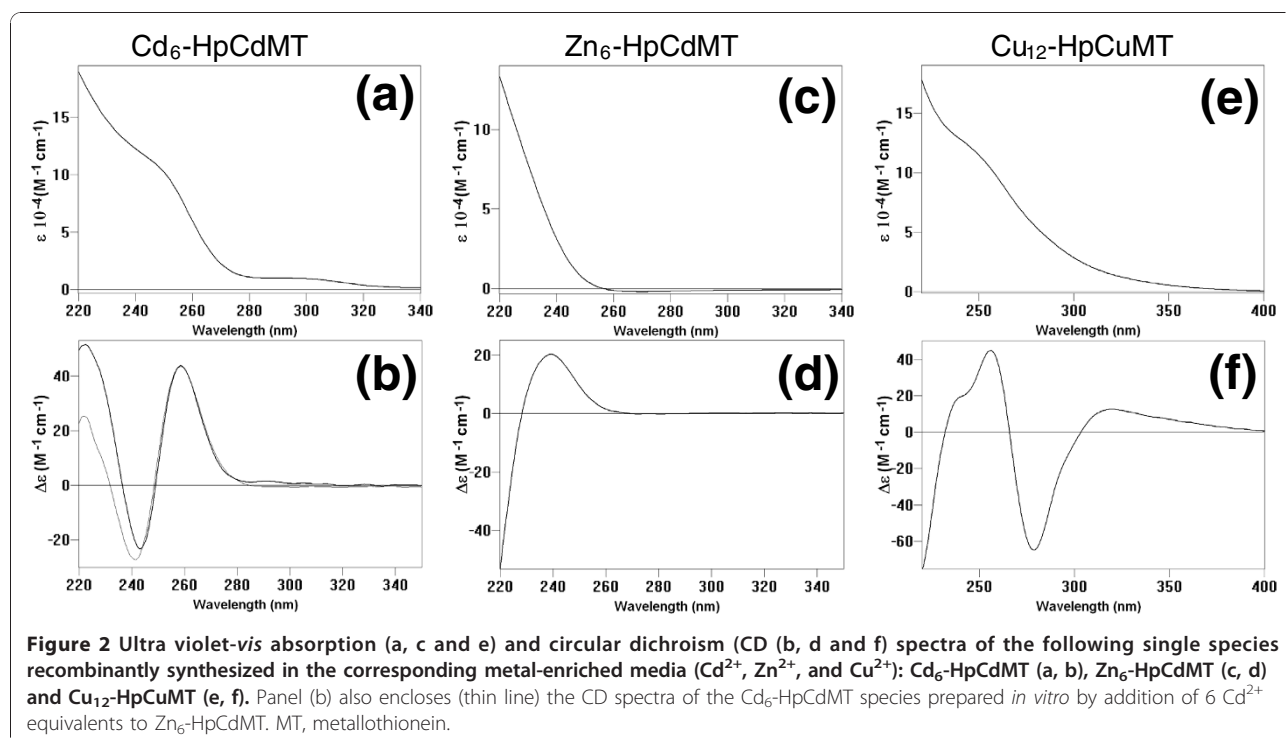 Cd₆-HpCdMT
Zn₆-HpCdMT
Cu₁₂-HpCuMT
(a)
ε 10⁻⁴(M⁻¹ cm⁻¹)
15
10
5
0
220 240 260 280 300 320 340
Wavelength (nm)
(c)
ε 10⁻⁴(M⁻¹ cm⁻¹)
10
5
0
220 240 260 280 300 320 340
Wavelength (nm)
(e)
ε 10⁻⁴(M⁻¹ cm⁻¹)
15
10
5
0
250 300 350 400
Wavelength (nm)
(b)
Δε (M⁻¹ cm⁻¹)
40
20
0
-20
220 240 260 280 300 320 340
Wavelength (nm)
(d)
Δε (M⁻¹ cm⁻¹)
20
0
-20
-40
220 240 260 280 300 320 340
Wavelength (nm)
(f)
Δε (M⁻¹ cm⁻¹)
40
20
0
-20
-40
-60
250 300 350 400
Wavelength (nm)
Figure 2 Ultra violet-vis absorption (a, c and e) and circular dichroism (CD (b, d and f) spectra of the following single species
recombinantly synthesized in the corresponding metal-enriched media (Cd²⁺, Zn²⁺, and Cu²⁺): Cd₆-HpCdMT (a, b), Zn₆-HpCdMT (c, d)
and Cu₁₂-HpCuMT (e, f). Panel (b) also encloses (thin line) the CD spectra of the Cd₆-HpCdMT species prepared in vitro by addition of 6 Cd²⁺
equivalents to Zn₆-HpCdMT. MT, metallothionein.